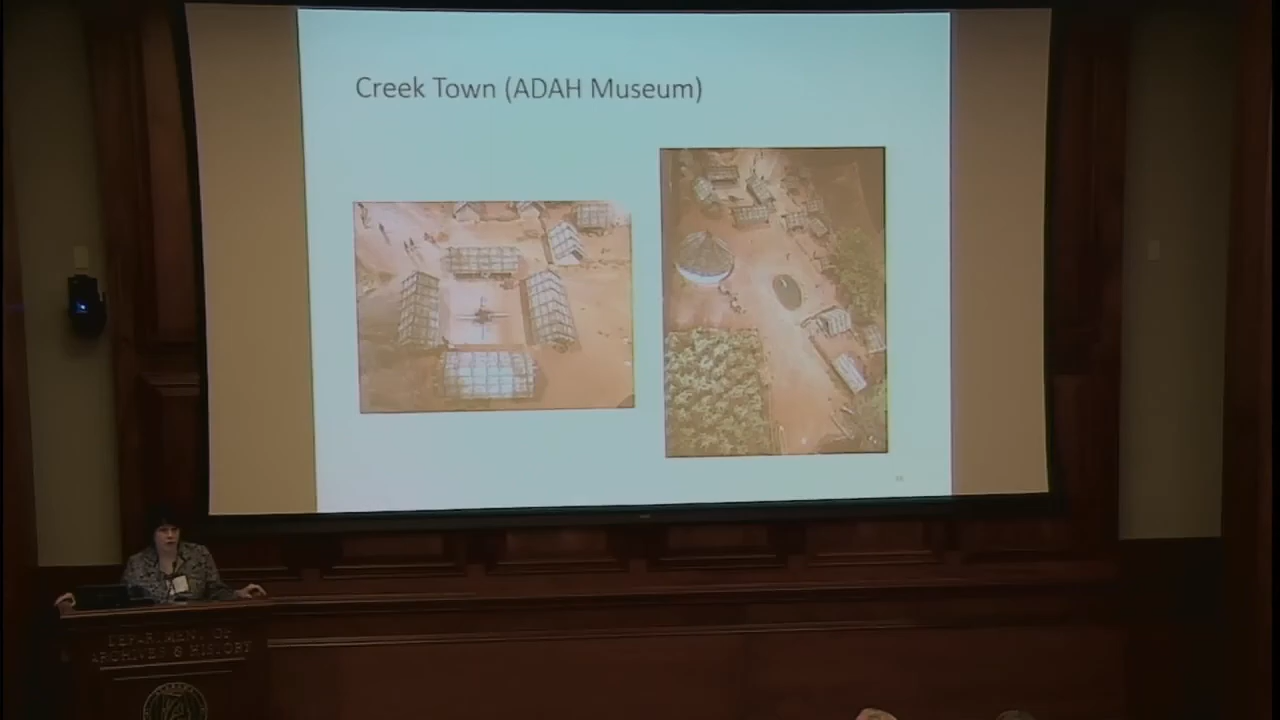 Creek Town (ADAH Museum)
DEPARTMENT OF
ARCHIVES & HISTORY